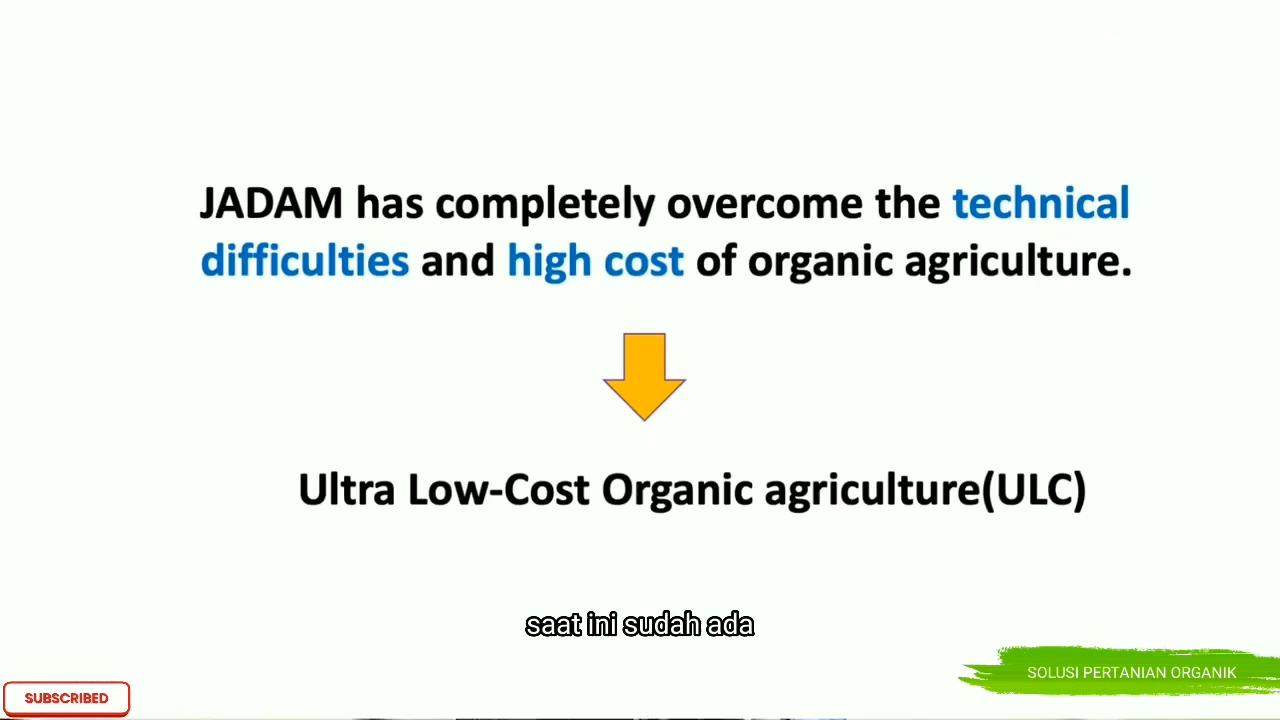 JADAM has completely overcome the technical
difficulties and high cost of organic agriculture.
Ultra Low-Cost Organic agriculture(ULC)
saat ini sudah ada
SOLUSI PERTANIAN ORGANIK
SUBSCRIBED